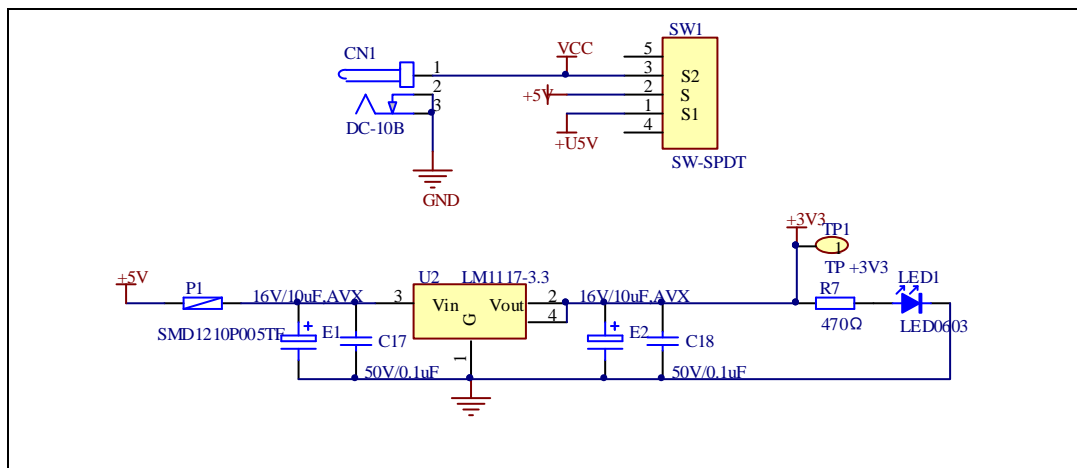 SW1
VCC
CN1
5
1
3
S2
2
+5V
2
S
3
1
S1
DC-10B
4
+U5V
SW-SPDT
GND
+3V3
TP1
1
+5V
P1
U2
LM1117-3.3
TP +3V3
LED1
R7
16V/10uF,AVX
3
Vin
Vout
2
16V/10uF,AVX
4
G
470Ω
LED0603
SMD1210P005TF
+
E1
C17
+
E2
C18
1
50V/0.1uF
50V/0.1uF